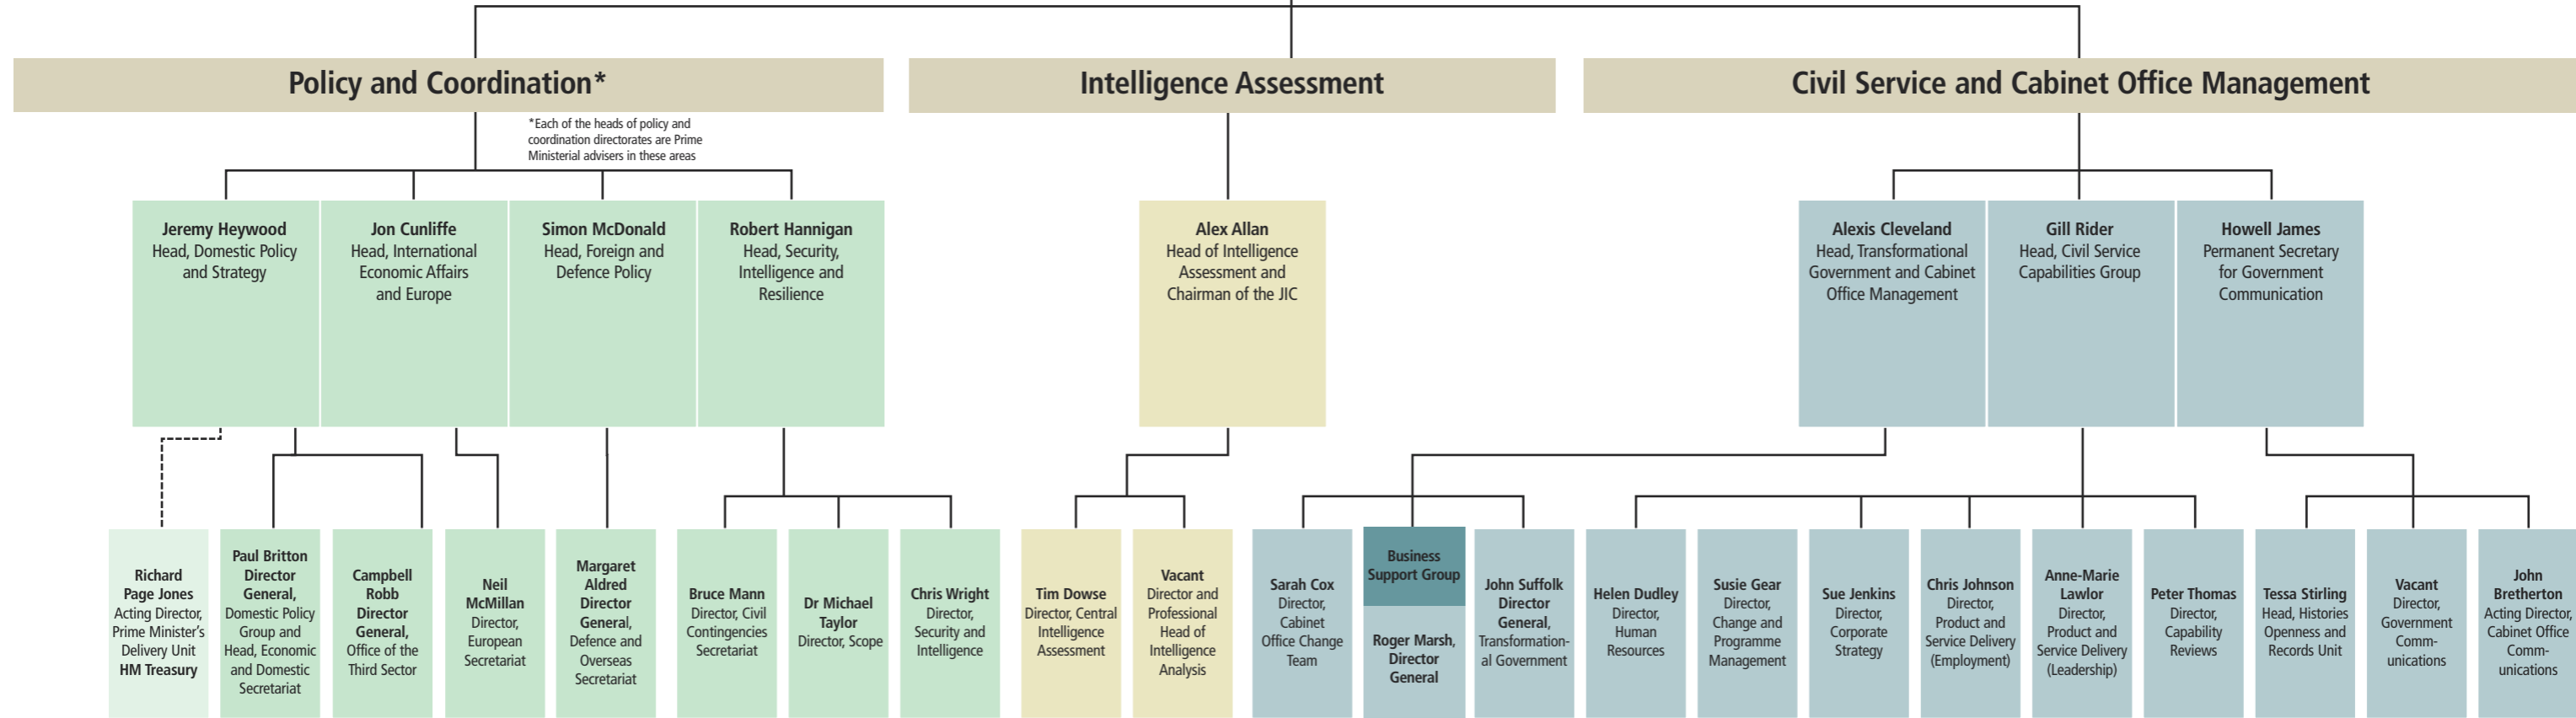 Policy and Coordination*
Intelligence Assessment
Civil Service and Cabinet Office Management
*Each of the heads of policy and
coordination directorates are Prime
Ministerial advisers in these areas
Jeremy Heywood
Head, Domestic Policy
and Strategy
Jon Cunliffe
Head, International
Economic Affairs
and Europe
Simon McDonald
Head, Foreign and
Defence Policy
Robert Hannigan
Head, Security,
Intelligence and
Resilience
Alex Allan
Head of Intelligence
Assessment and
Chairman of the JIC
Alexis Cleveland
Head, Transformational
Government and Cabinet
Office Management
Gill Rider
Head, Civil Service
Capabilities Group
Howell James
Permanent Secretary
for Government
Communication
Richard
Page Jones
Acting Director,
Prime Minister's
Delivery Unit
HM Treasury
Paul Britton
Director
General,
Domestic Policy
Group and
Head, Economic
and Domestic
Secretariat
Campbell
Robb
Director
General,
Office of the
Third Sector
Neil
McMillan
Director,
European
Secretariat
Margaret
Aldred
Director
General,
Defence and
Overseas
Secretariat
Bruce Mann
Director, Civil
Contingencies
Secretariat
Dr Michael
Taylor
Director, Scope
Chris Wright
Director,
Security and
Intelligence
Tim Dowse
Director, Central
Intelligence
Assessment
Vacant
Director and
Professional
Head of
Intelligence
Analysis
Sarah Cox
Director,
Cabinet
Office Change
Team
Business
Support Group
Roger Marsh,
Director
General
John Suffolk
Director
General,
Transformation-
al Government
Helen Dudley
Director,
Human
Resources
Susie Gear
Director,
Change and
Programme
Management
Sue Jenkins
Director,
Corporate
Strategy
Chris Johnson
Director,
Product and
Service Delivery
(Employment)
Anne-Marie
Lawlor
Director,
Product and
Service Delivery
(Leadership)
Peter Thomas
Director,
Capability
Reviews
Tessa Stirling
Head, Histories
Openness and
Records Unit
Vacant
Director,
Government
Comm-
unications
John
Bretherton
Acting Director,
Cabinet Office
Comm-
unications